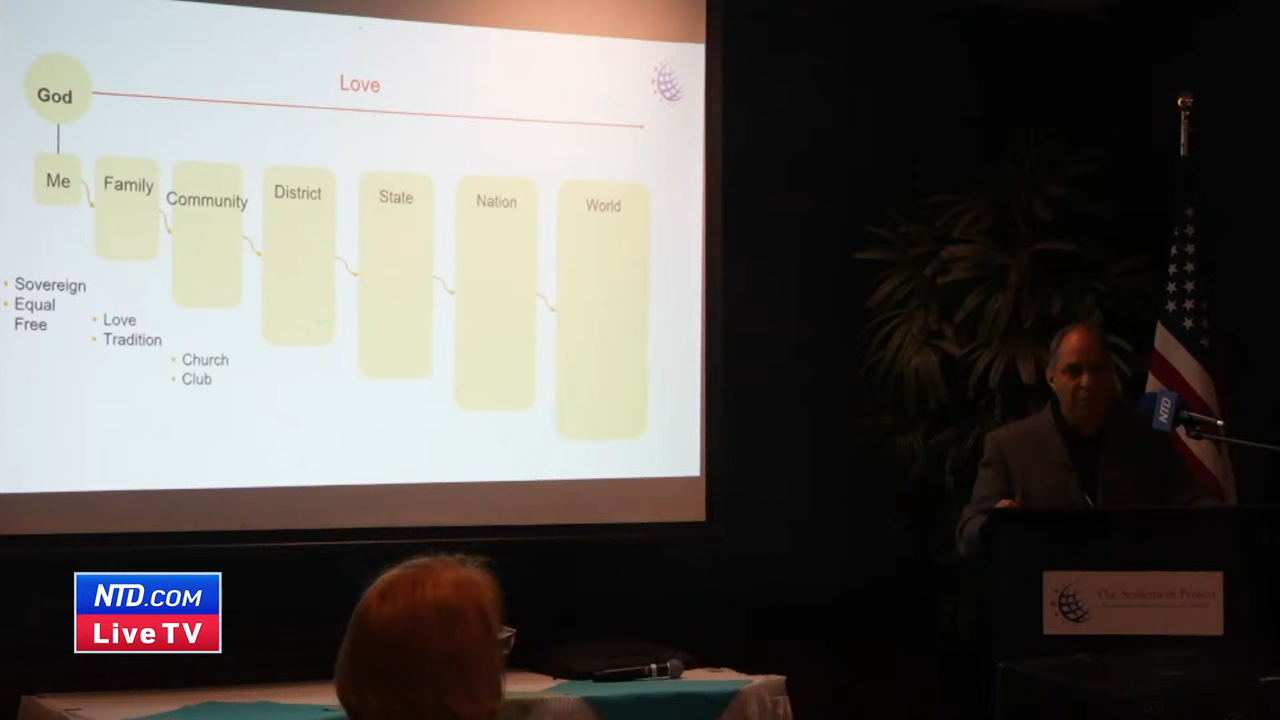 Love
God
Me
Family
Community
District
State
Nation
World
• Sovereign
• Equal
Free
• Love
• Tradition
• Church
• Club
NTD
The Settlement Project
NTD.COM
Live TV